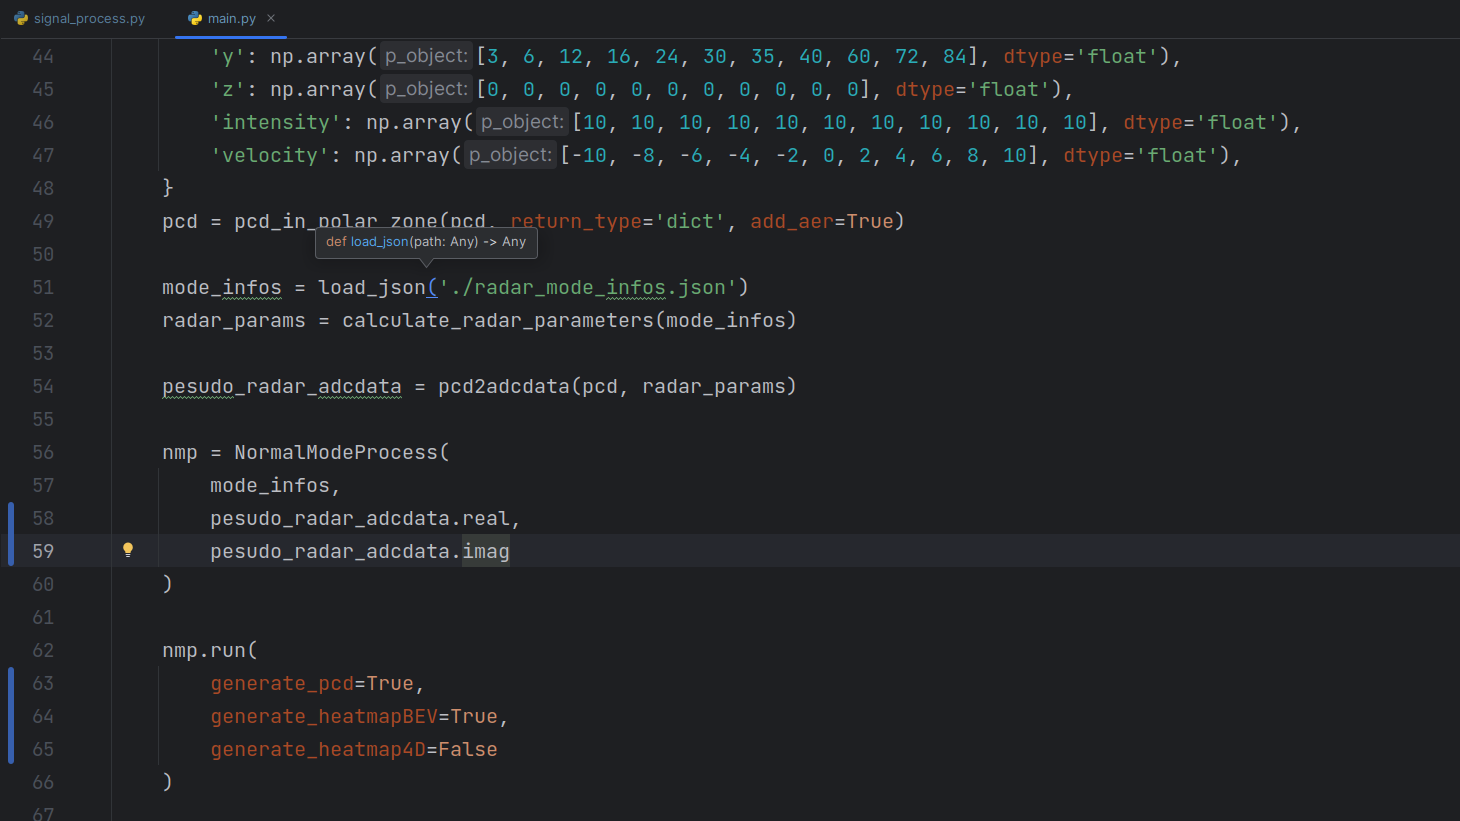 signal_process.py main.py ×
44 'y': np.array( p_object: [3, 6, 12, 16, 24, 30, 35, 40, 60, 72, 84], dtype='float'),
45 'z': np.array( p_object: [0, 0, 0, 0, 0, 0, 0, 0, 0, 0, 0], dtype='float'),
46 'intensity': np.array( p_object: [10, 10, 10, 10, 10, 10, 10, 10, 10, 10, 10], dtype='float'),
47 'velocity': np.array( p_object: [-10, -8, -6, -4, -2, 0, 2, 4, 6, 8, 10], dtype='float'),
48 }
49 pcd = pcd_in_polar_zone(pcd, return_type='dict', add_aer=True)
def load_json(path: Any) -> Any
50
51 mode_infos = load_json('./radar_mode_infos.json')
52 radar_params = calculate_radar_parameters(mode_infos)
53
54 pesudo_radar_adcdata = pcd2adcdata(pcd, radar_params)
55
56 nmp = NormalModeProcess(
57 mode_infos,
58 pesudo_radar_adcdata.real,
59 pesudo_radar_adcdata.imag
60 )
61
62 nmp.run(
63 generate_pcd=True,
64 generate_heatmapBEV=True,
65 generate_heatmap4D=False
66 )
67